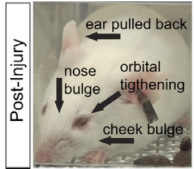 Post-Injury
ear pulled back
nose
bulge
orbital
tigthening
cheek bulge